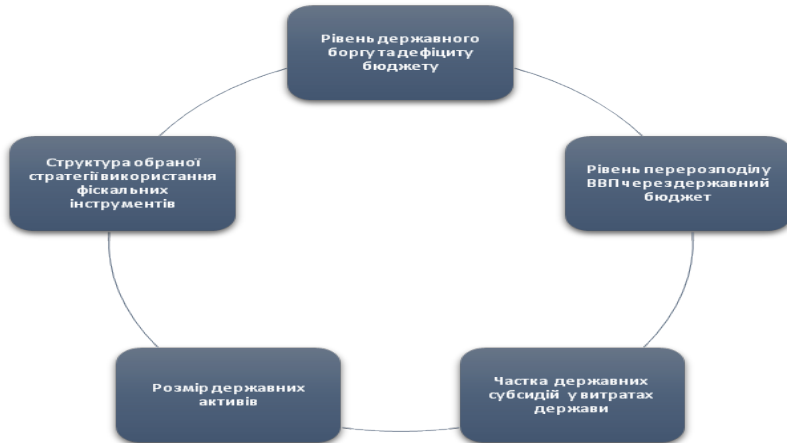 Рівень державного
боргу та дефіциту
бюджету
Рівень перерозподілу
ВВП через державний
бюджет
Частка державних
субсидій у витратах
держави
Розмір державних
активів
Структура обраної
стратегії використання
фіскальних
інструментів